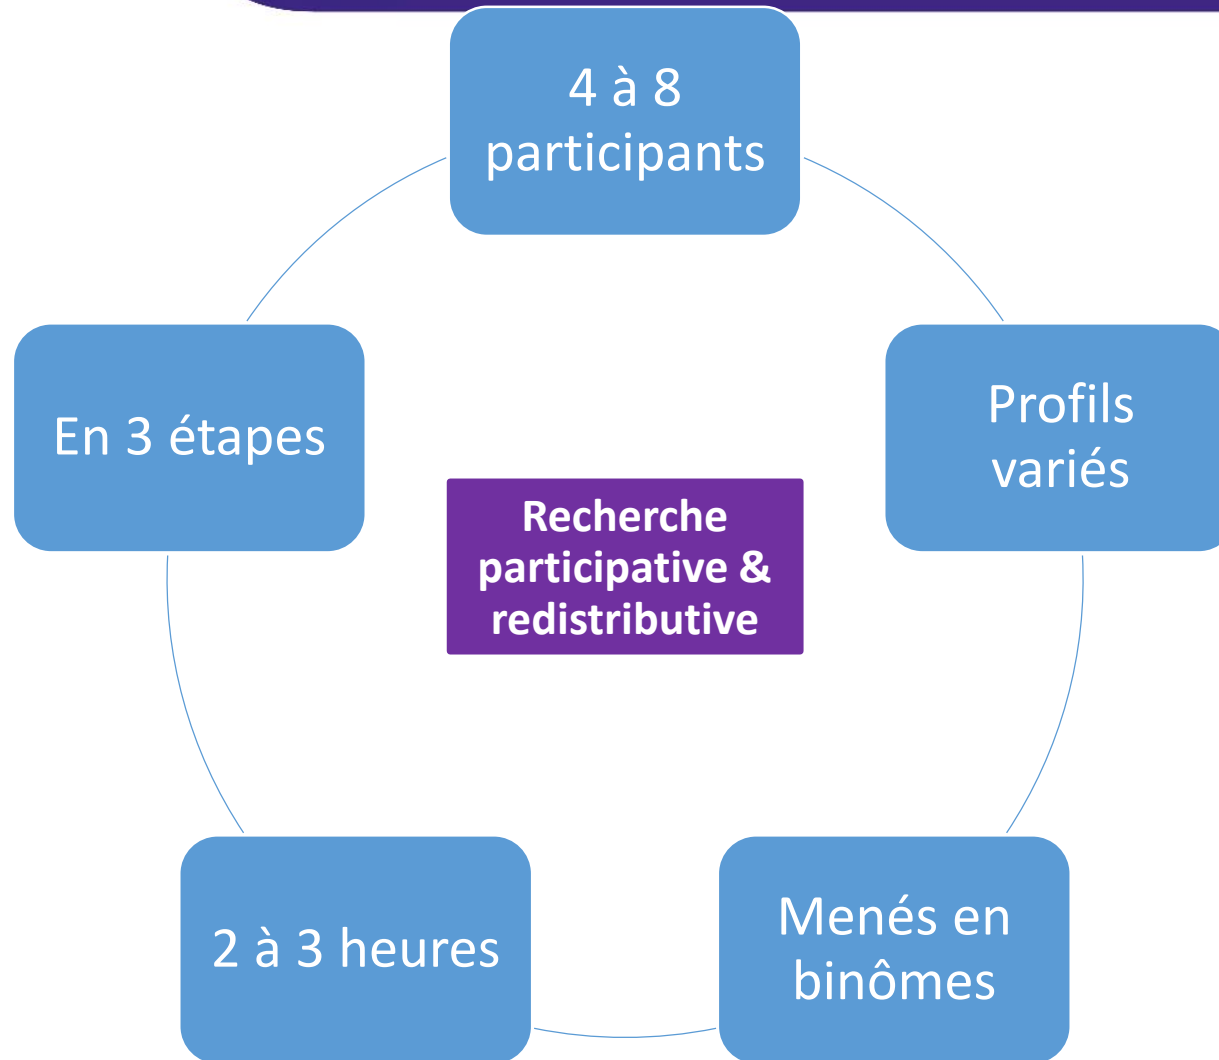 4 à 8
participants
Profils
variés
Menés en
binômes
2 à 3 heures
En 3 étapes
Recherche
participative &
redistributive